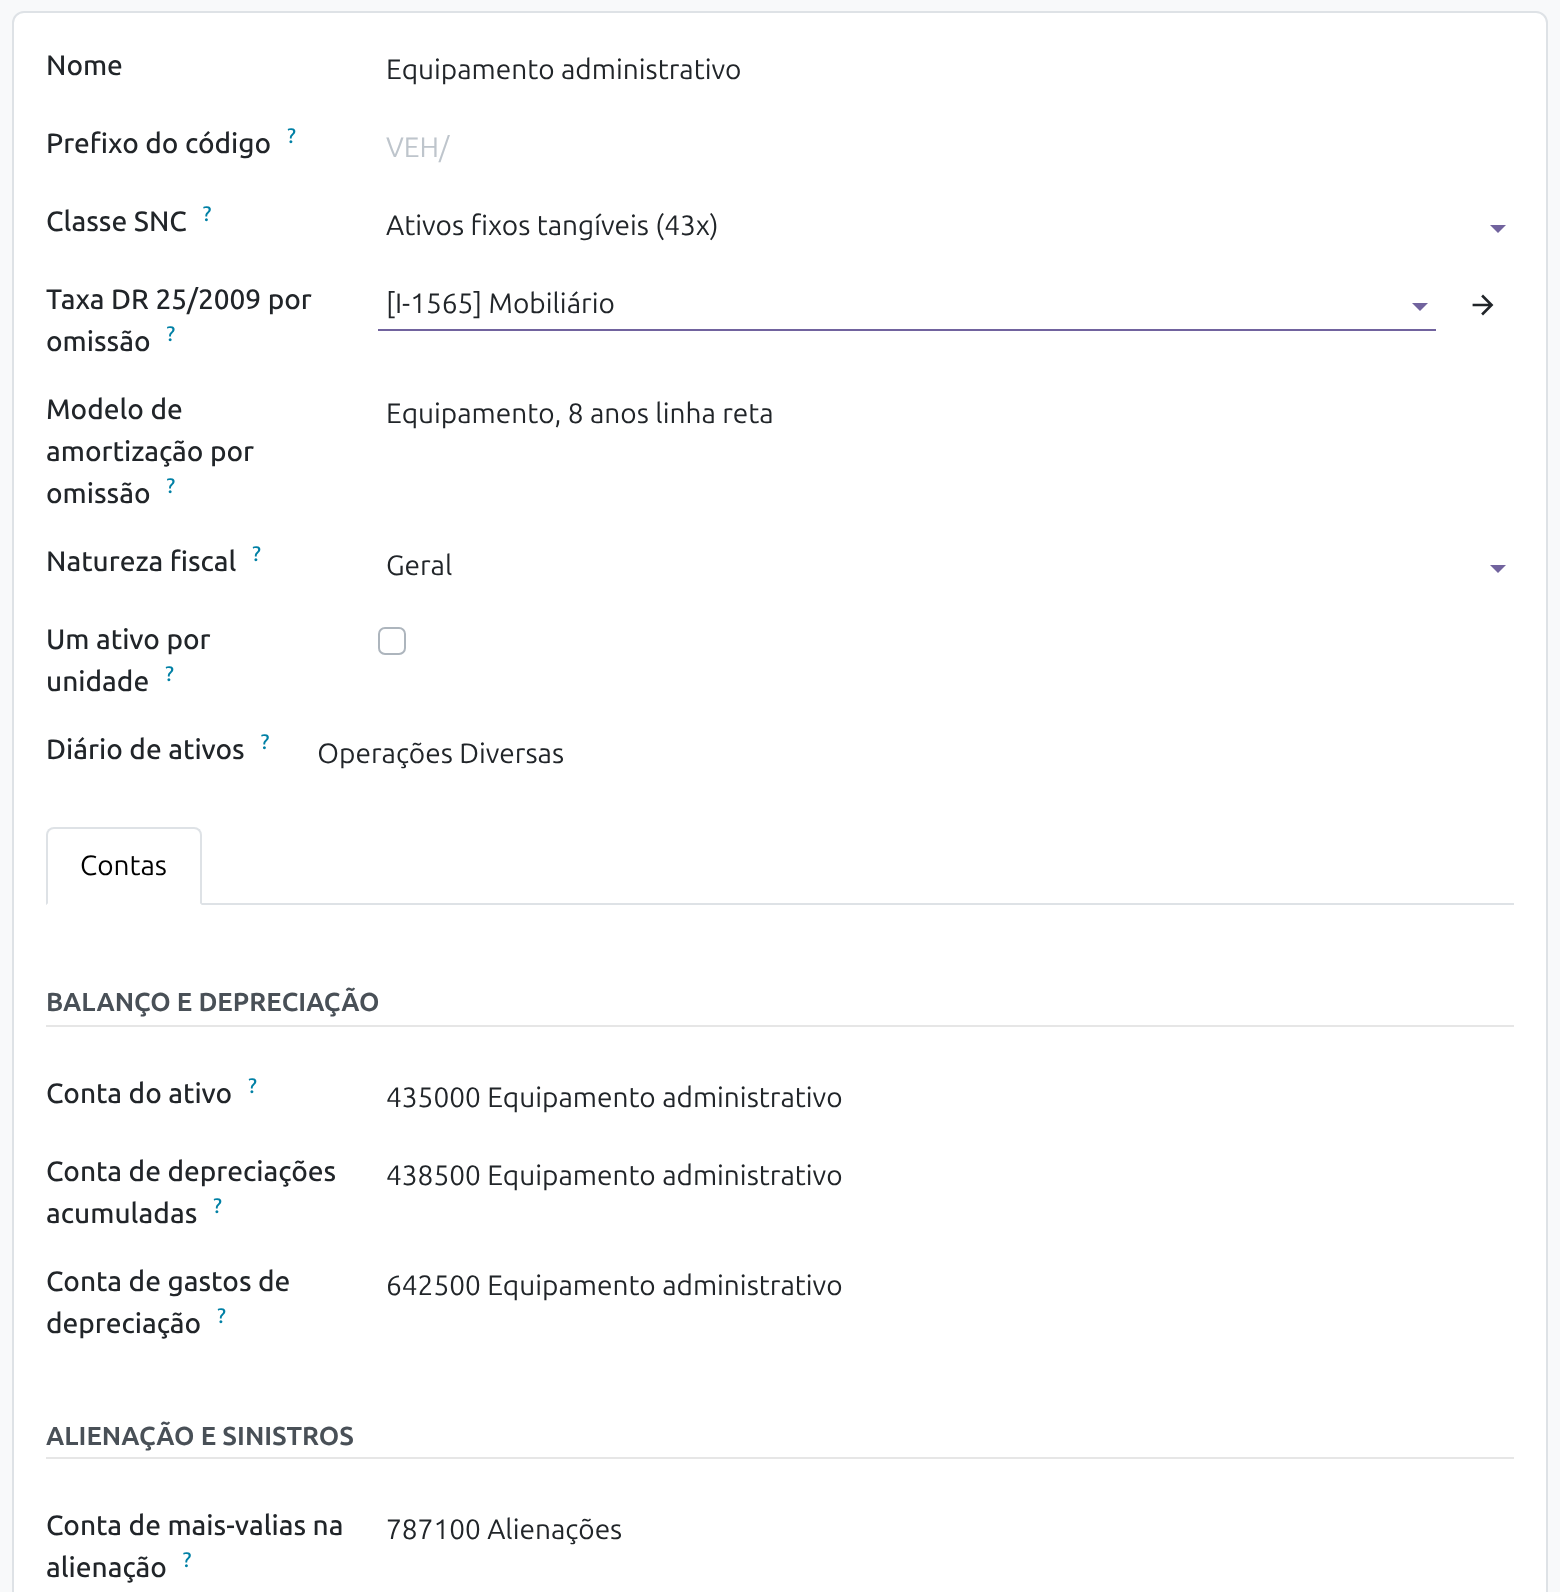 Nome
Equipamento administrativo
Prefixo do código ?
VEH/
Classe SNC ?
Ativos fixos tangíveis (43x)
Taxa DR 25/2009 por
omissão ?
[I-1565] Mobiliário
Modelo de
amortização por
omissão ?
Equipamento, 8 anos linha reta
Natureza fiscal ?
Geral
Um ativo por
unidade ?
Diário de ativos ?
Operações Diversas
Contas
BALANÇO E DEPRECIAÇÃO
Conta do ativo ?
435000 Equipamento administrativo
Conta de depreciações
acumuladas ?
438500 Equipamento administrativo
Conta de gastos de
depreciação ?
642500 Equipamento administrativo
ALIENAÇÃO E SINISTROS
Conta de mais-valias na
alienação ?
787100 Alienações